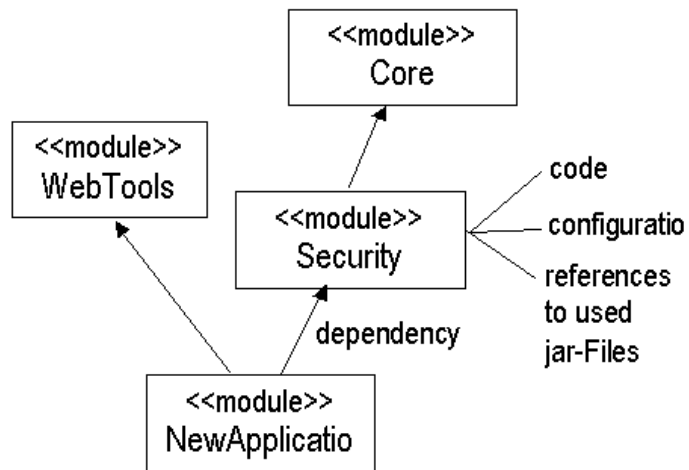 <<module>>
Core
<<module>>
WebTools
<<module>>
Security
code
configuratio
references
to used
jar-Files
dependency
<<module>>
NewApplicatio